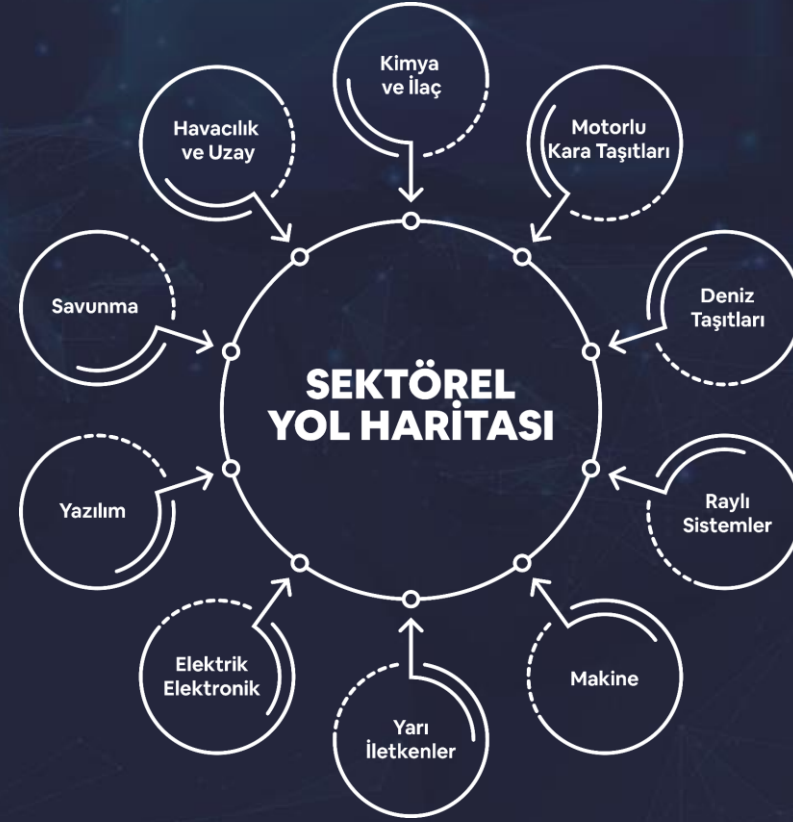 Kimya
ve İlaç
Motorlu
Kara Taşıtları
Deniz
Taşıtları
Raylı
Sistemler
Makine
Yarı
İletkenler
Elektrik
Elektronik
Yazılım
Savunma
Havacılık
ve Uzay
SEKTÖREL
YOL HARİTASI